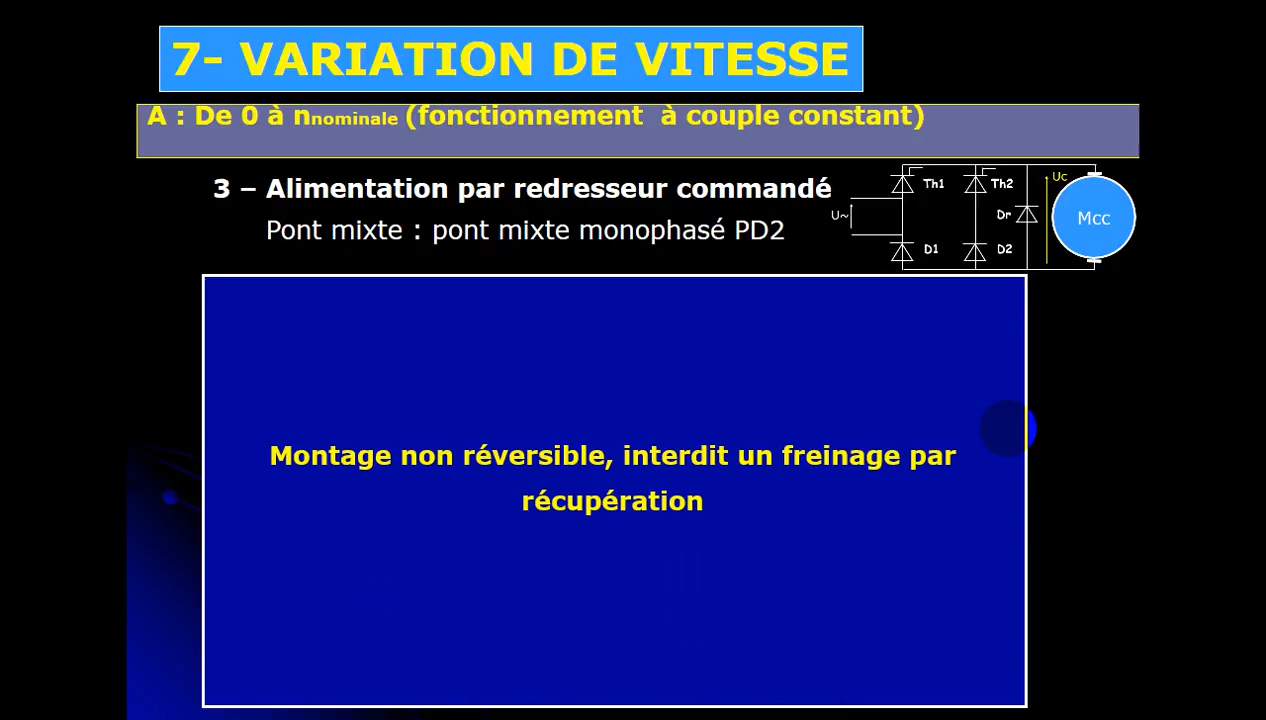 7- VARIATION DE VITESSE
A : De 0 à nnominale (fonctionnement à couple constant)
3 – Alimentation par redresseur commandé
Pont mixte : pont mixte monophasé PD2
Th1
Th2
Uc
U~
Dr
Mcc
D1
D2
Montage non réversible, interdit un freinage par
récupération